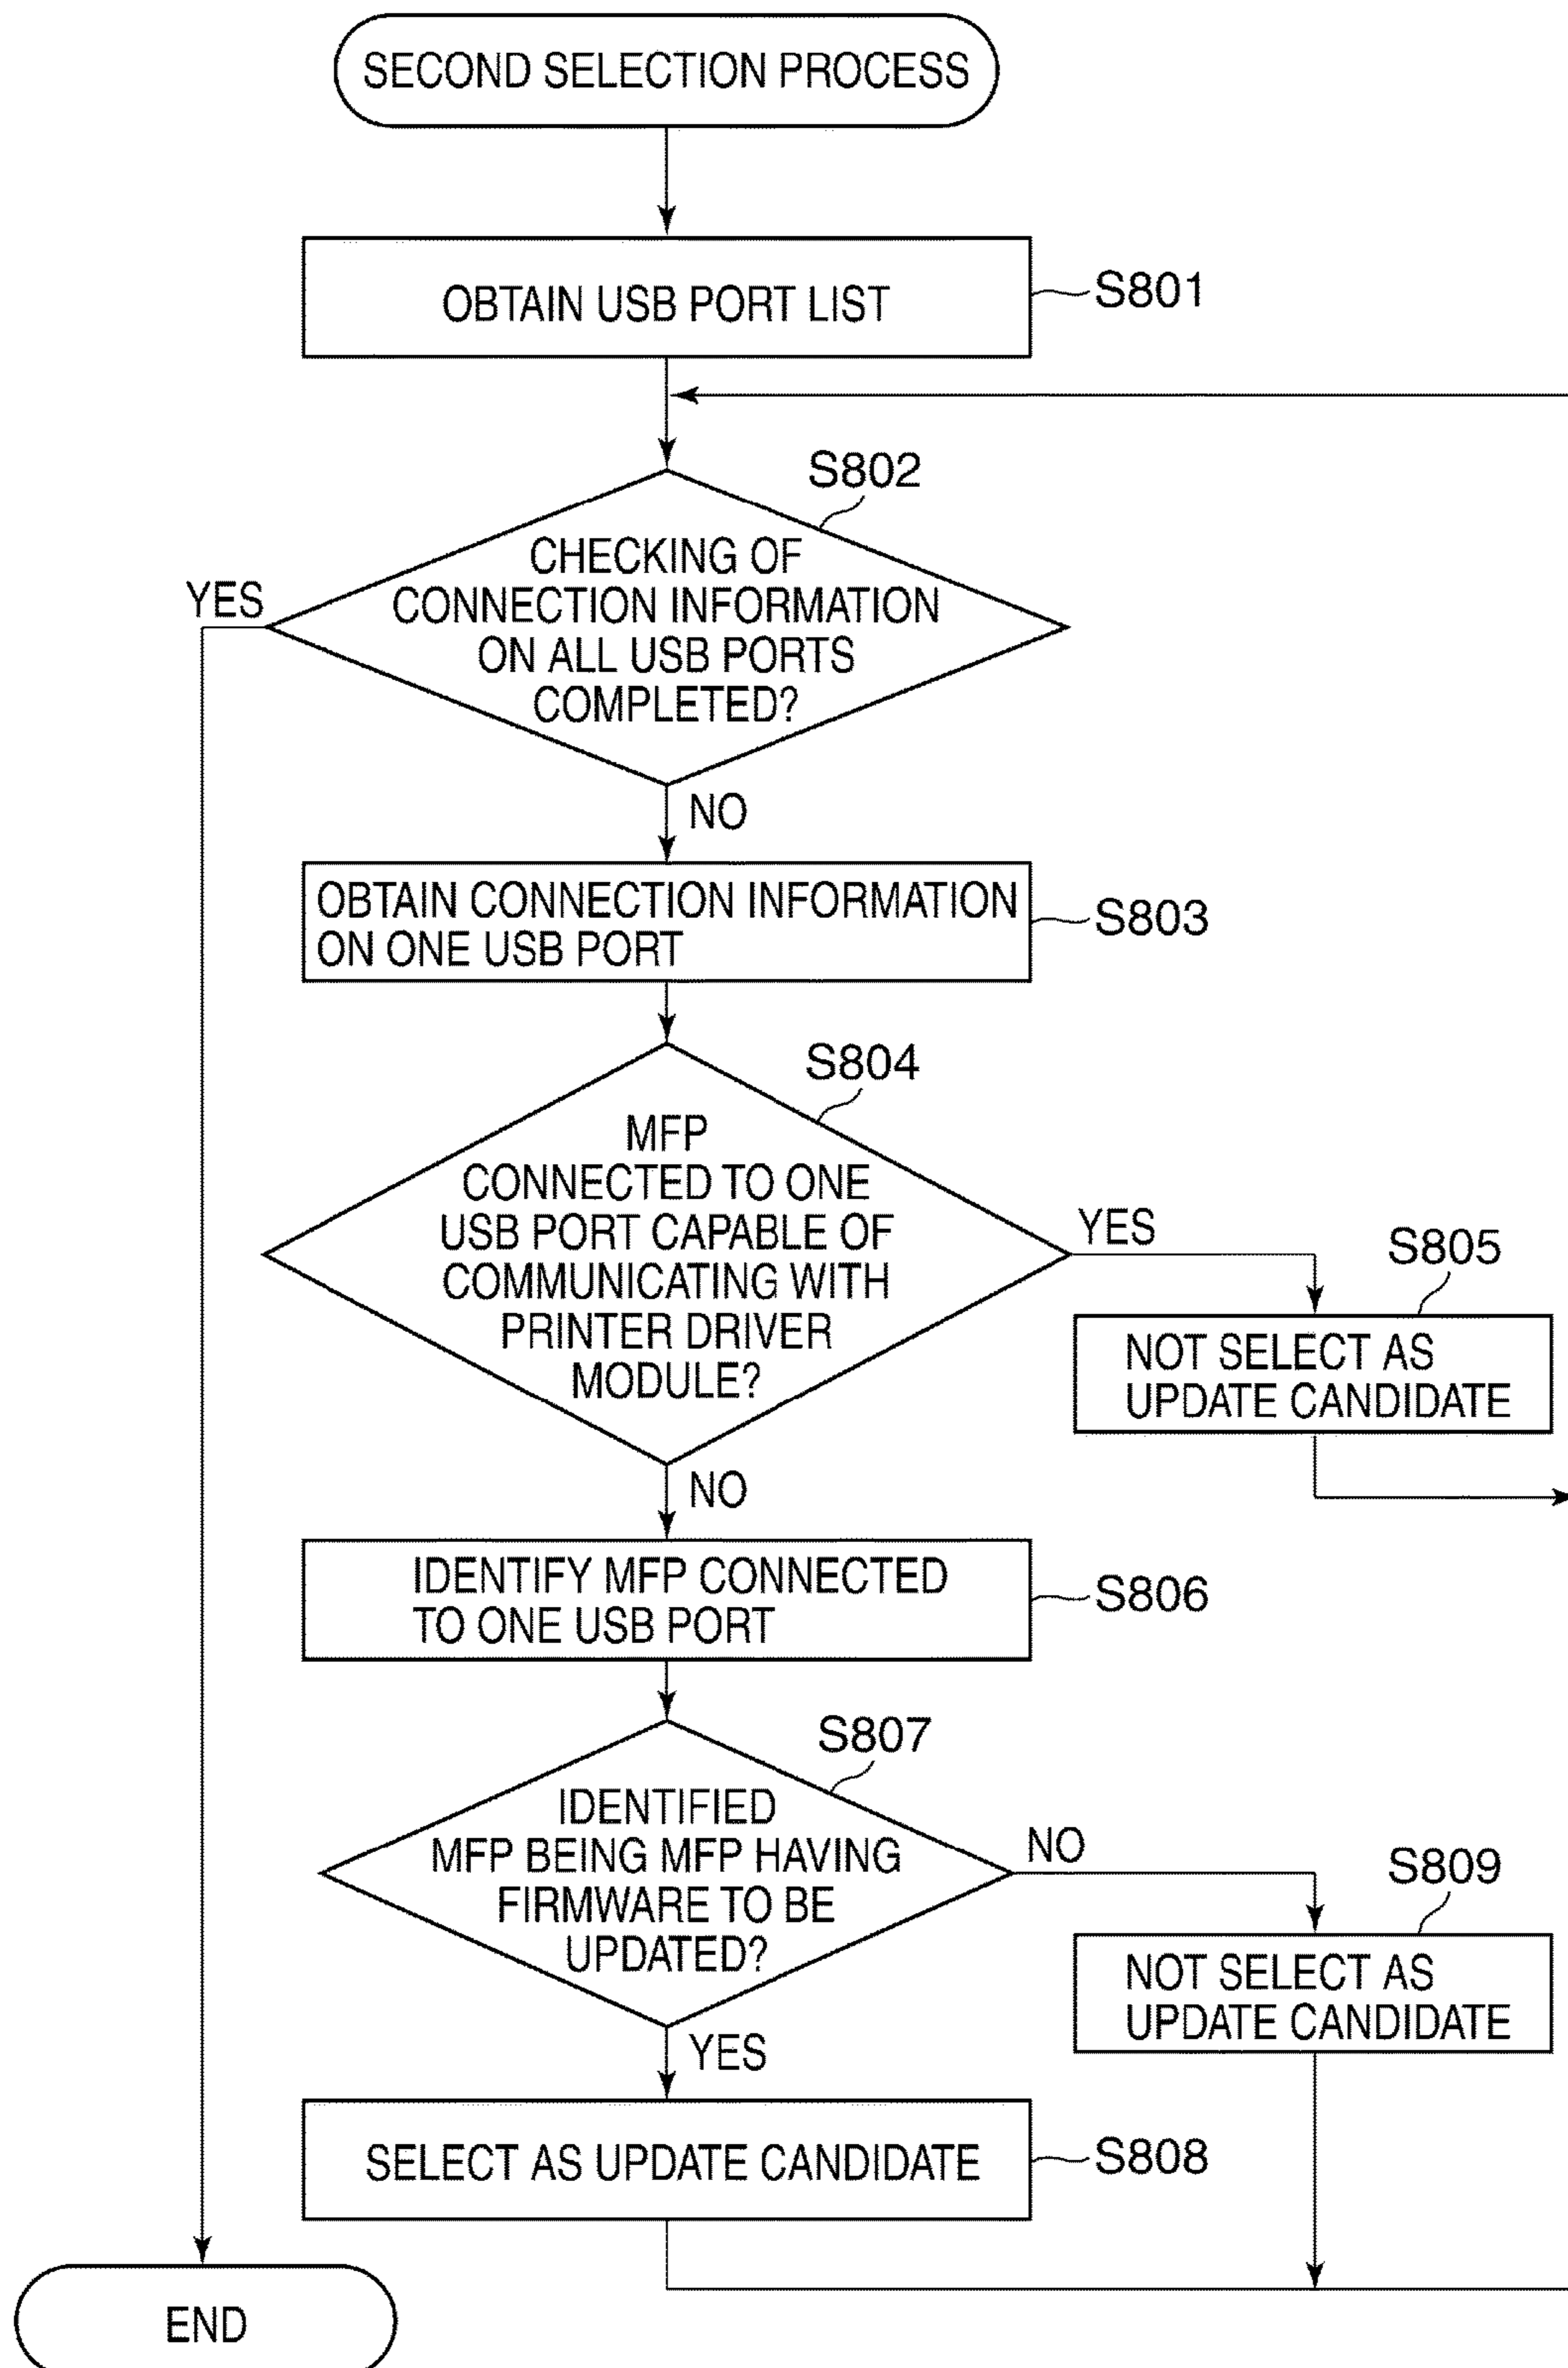 SECOND SELECTION PROCESS
OBTAIN USB PORT LIST
S801
S802
CHECKING OF
CONNECTION INFORMATION
ON ALL USB PORTS
COMPLETED?
YES
NO
OBTAIN CONNECTION INFORMATION
ON ONE USB PORT
S803
S804
MFP
CONNECTED TO ONE
USB PORT CAPABLE OF
COMMUNICATING WITH
PRINTER DRIVER
MODULE?
YES
S805
NOT SELECT AS
UPDATE CANDIDATE
NO
IDENTIFY MFP CONNECTED
TO ONE USB PORT
S806
S807
IDENTIFIED
MFP BEING MFP HAVING
FIRMWARE TO BE
UPDATED?
NO
S809
NOT SELECT AS
UPDATE CANDIDATE
YES
SELECT AS UPDATE CANDIDATE
S808
END